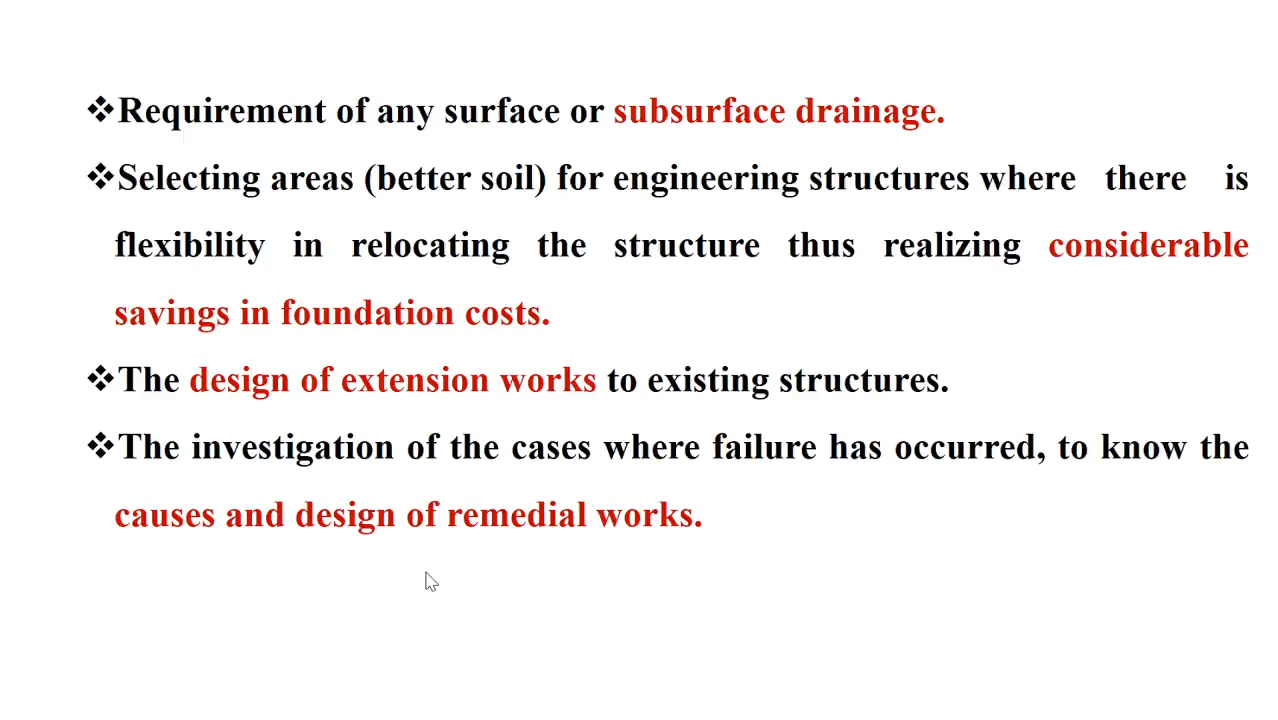 ❖Requirement of any surface or subsurface drainage.
❖Selecting areas (better soil) for engineering structures where there is
flexibility in relocating the structure thus realizing considerable
savings in foundation costs.
❖The design of extension works to existing structures.
❖The investigation of the cases where failure has occurred, to know the
causes and design of remedial works.